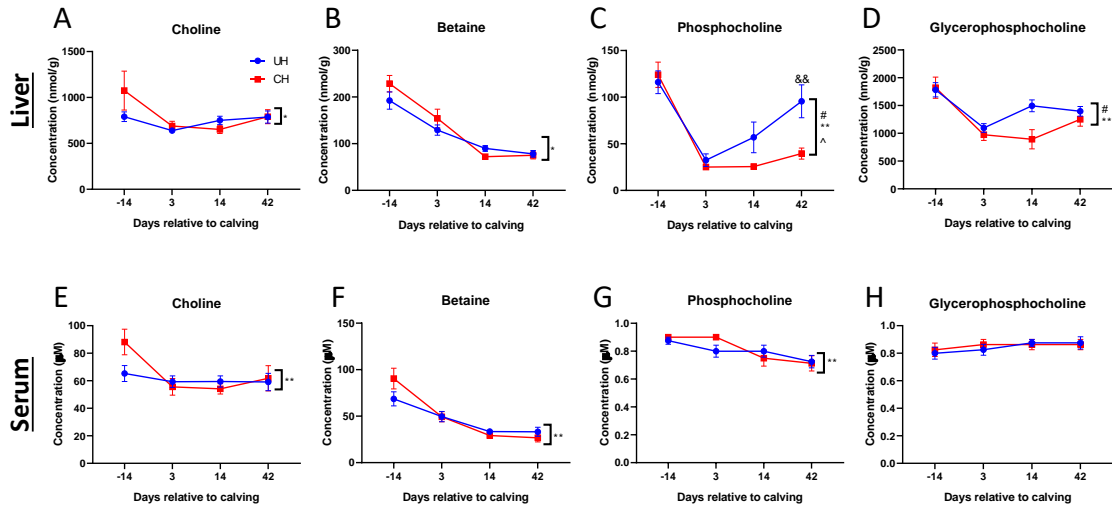 Liver
A
Choline
Concentration (nmol/g)
1500
1000
500
0
-14
3
14
42
Days relative to calving
UH
CH
*
B
Betaine
Concentration (nmol/g)
300
200
100
0
-14
3
14
42
Days relative to calving
*
C
Phosphocholine
Concentration (nmol/g)
150
100
50
0
-14
3
14
42
Days relative to calving
&&
#
**
^
D
Glycerophosphocholine
Concentration (nmol/g)
2500
2000
1500
1000
500
0
-14
3
14
42
Days relative to calving
#
**
Serum
E
Choline
Concentration (µM)
100
80
60
40
20
0
-14
3
14
42
Days relative to calving
**
F
Betaine
Concentration (µM)
150
100
50
0
-14
3
14
42
Days relative to calving
**
G
Phosphocholine
Concentration (µM)
1.0
0.8
0.6
0.4
0.2
0.0
-14
3
14
42
Days relative to calving
**
H
Glycerophosphocholine
Concentration (µM)
1.0
0.8
0.6
0.4
0.2
0.0
-14
3
14
42
Days relative to calving